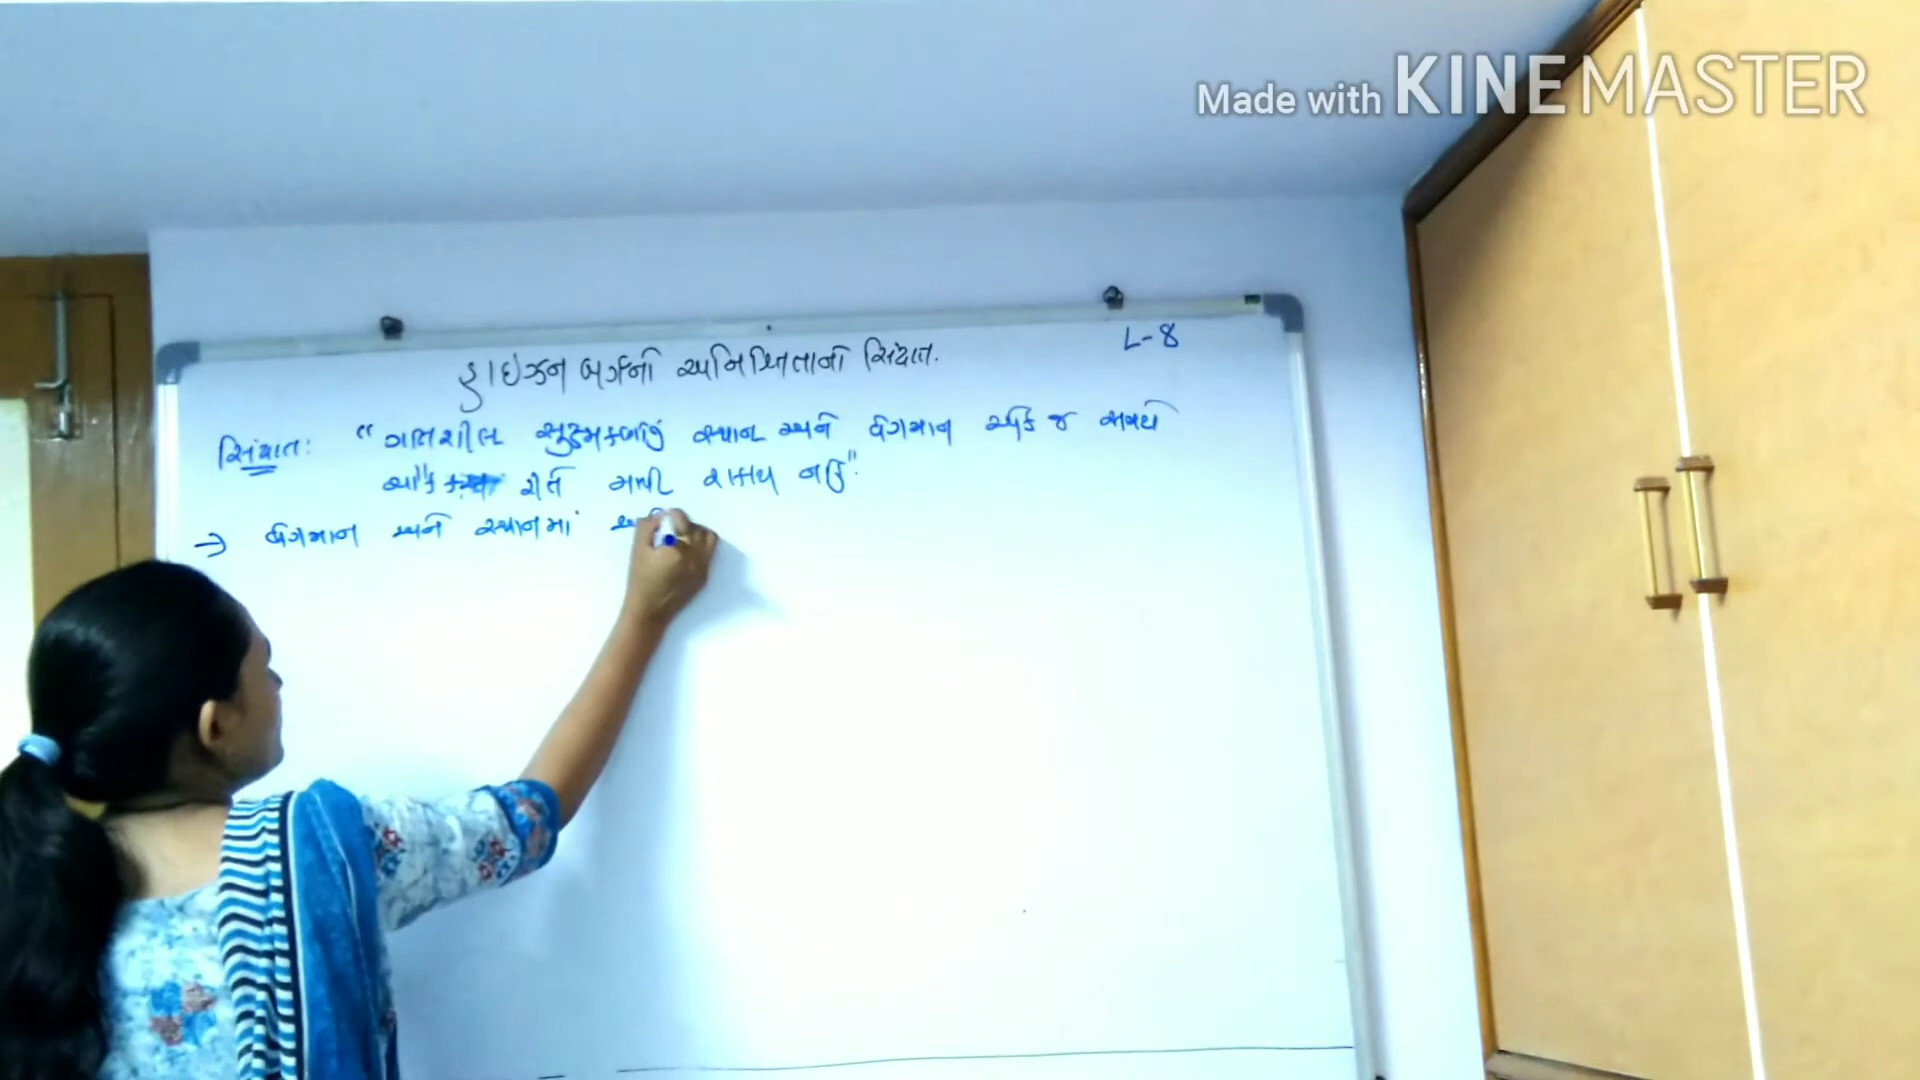 Made with KINEMASTER
L-8
હાઇઝનબર્ગનો અનિશ્ચિતતાનો સિદ્ધાંત.
સિદ્ધાંત: "ગતિશીલ સૂક્ષ્મકણનું સ્થાન અને વેગમાન એક જ સમયે
ચોક્કસ રીતે માપી શકાય નહિ".
→ વેગમાન અને સ્થાનમાં